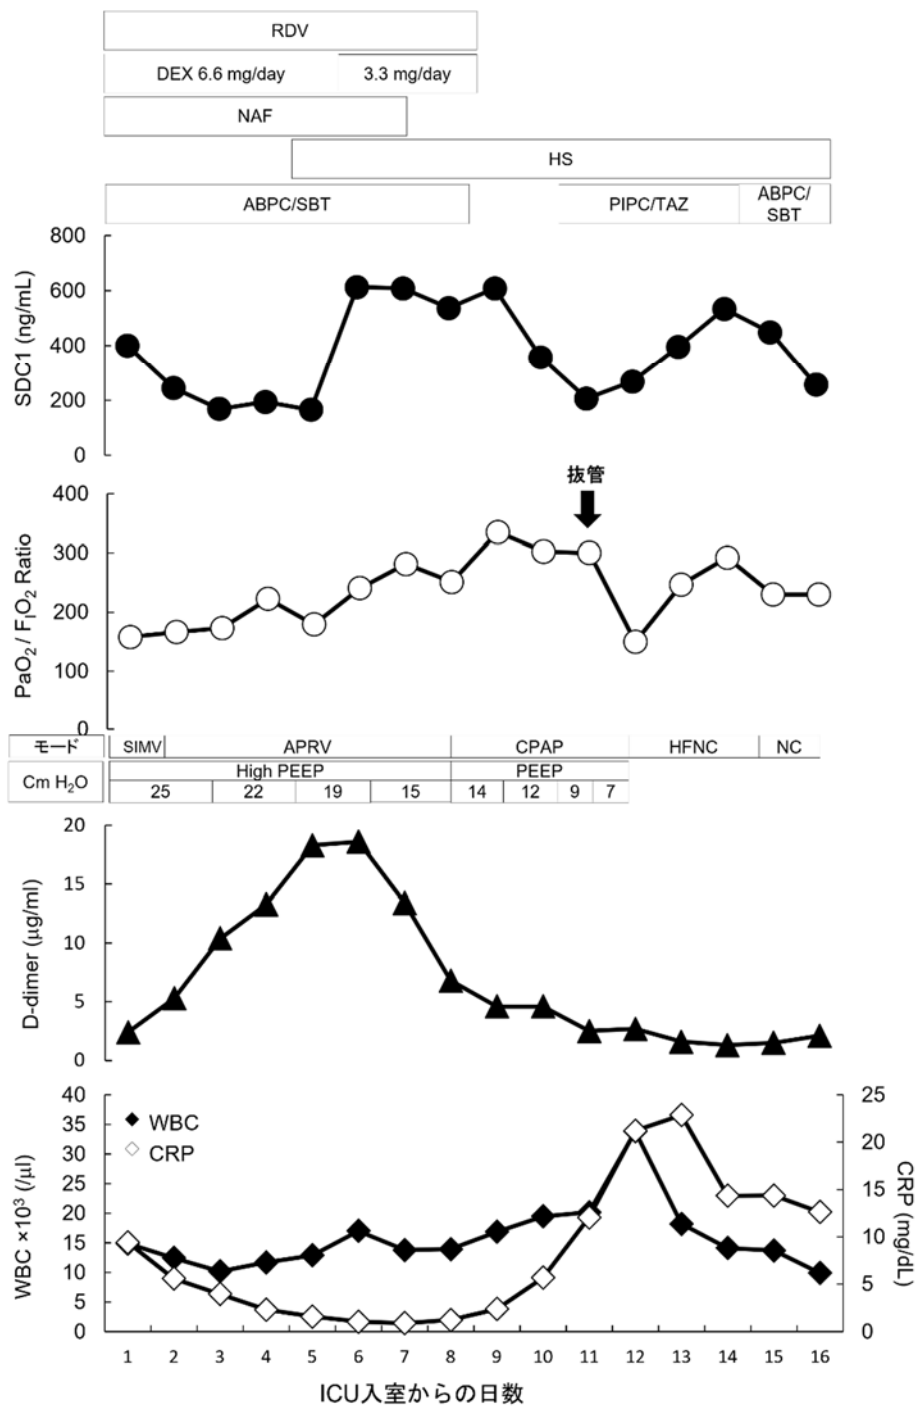 RDV
DEX 6.6 mg/day 3.3 mg/day
NAF
HS
ABPC/SBT PIPC/TAZ ABPC/
SBT
SDC1 (ng/mL)
800
600
400
200
0
抜管
PaO₂ / FIO₂ Ratio
400
300
200
100
0
モード SIMV APRV CPAP HFNC NC
Cm H₂O High PEEP PEEP
25 22 19 15 14 12 9 7
D-dimer (μg/ml)
20
15
10
5
0
WBC ×10³ (/μl)
40
35
30
25
20
15
10
5
0
WBC
CRP
25
20
15
10
5
0
CRP (mg/dL)
1 2 3 4 5 6 7 8 9 10 11 12 13 14 15 16
ICU入室からの日数